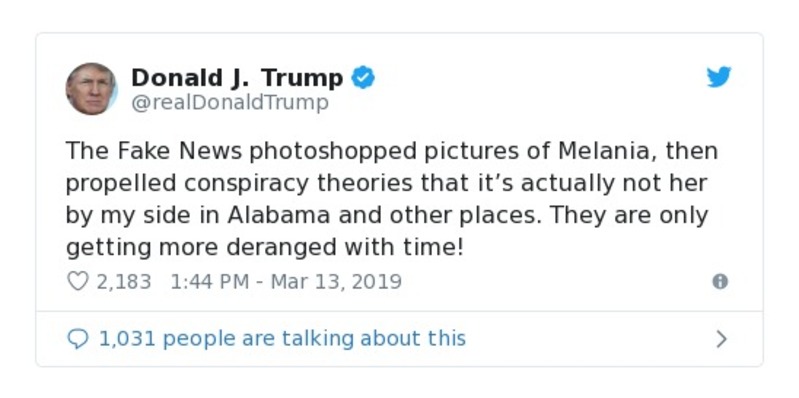 Donald J. Trump
@realDonaldTrump
The Fake News photoshopped pictures of Melania, then
propelled conspiracy theories that it’s actually not her
by my side in Alabama and other places. They are only
getting more deranged with time!
2,183 1:44 PM - Mar 13, 2019
1,031 people are talking about this